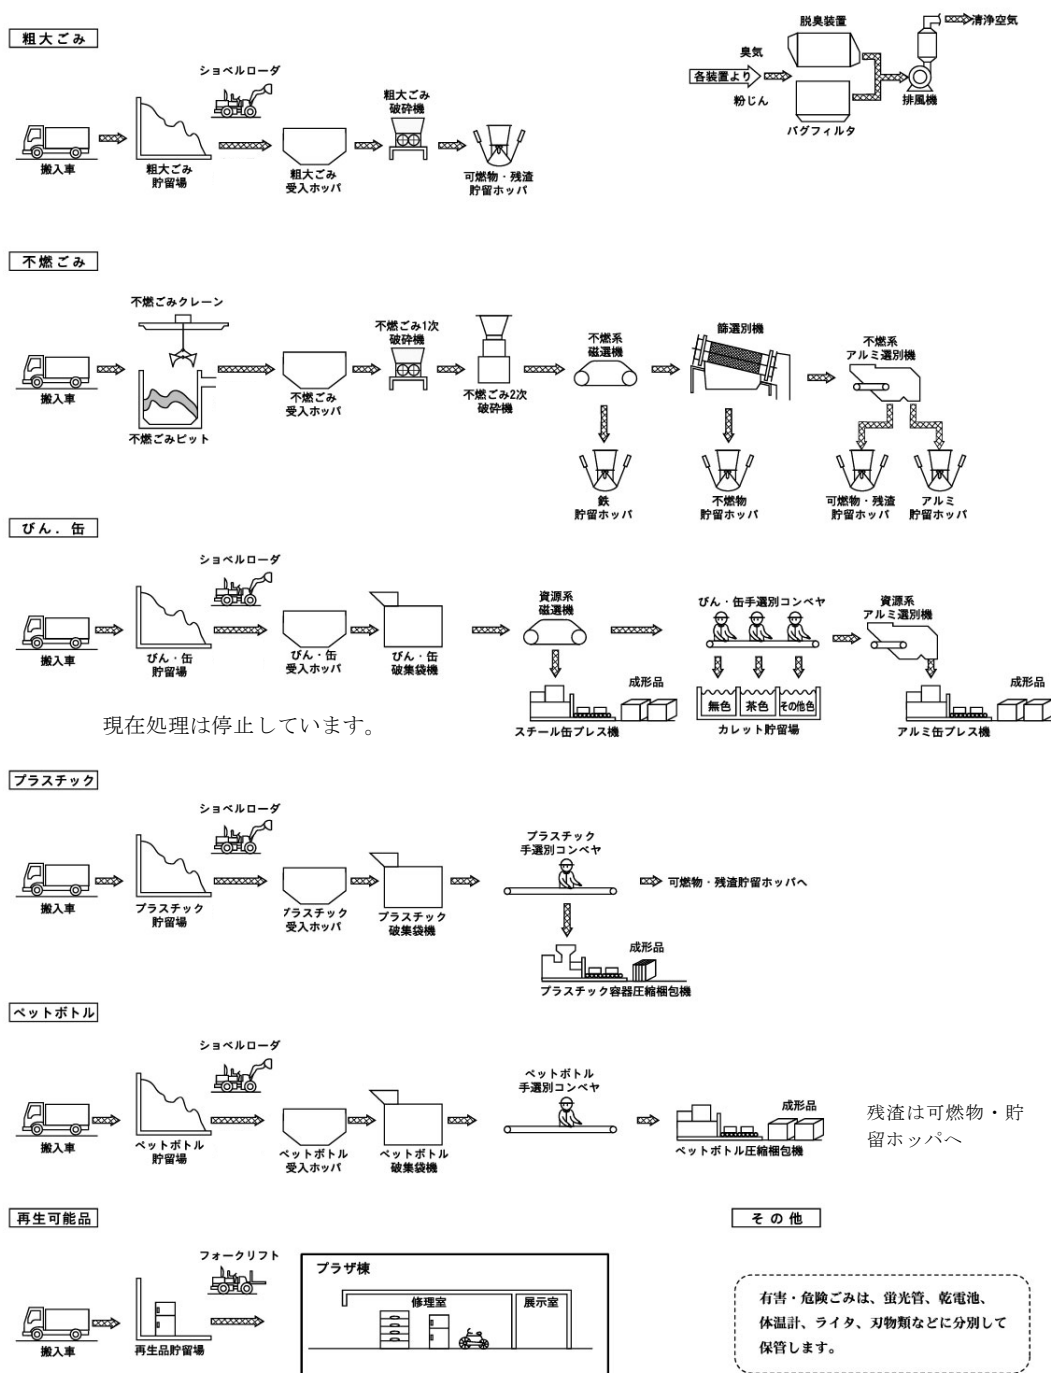 粗大ごみ
ショベルローダ
粗大ごみ
破砕機
搬入車
粗大ごみ
貯留場
粗大ごみ
受入ホッパ
可燃物・残渣
貯留ホッパ
脱臭装置
清浄空気
臭気
各装置より
粉じん
バグフィルタ
排風機
不燃ごみ
不燃ごみクレーン
不燃ごみ1次
破砕機
不燃系
磁選機
篩選別機
不燃系
アルミ選別機
搬入車
不燃ごみピット
不燃ごみ
受入ホッパ
不燃ごみ2次
破砕機
鉄
貯留ホッパ
不燃物
貯留ホッパ
可燃物・残渣
貯留ホッパ
アルミ
貯留ホッパ
びん．缶
ショベルローダ
資源系
磁選機
びん・缶手選別コンベヤ
資源系
アルミ選別機
搬入車
びん・缶
貯留場
びん・缶
受入ホッパ
びん・缶
破集袋機
成形品
無色
茶色
その他色
成形品
スチール缶プレス機
カレット貯留場
アルミ缶プレス機
現在処理は停止しています。
プラスチック
ショベルローダ
プラスチック
手選別コンベヤ
可燃物・残渣貯留ホッパへ
搬入車
プラスチック
貯留場
プラスチック
受入ホッパ
プラスチック
破集袋機
成形品
プラスチック容器圧縮梱包機
ペットボトル
ショベルローダ
ペットボトル
手選別コンベヤ
成形品
残渣は可燃物・貯
留ホッパへ
搬入車
ペットボトル
貯留場
ペットボトル
受入ホッパ
ペットボトル
破集袋機
ペットボトル圧縮梱包機
再生可能品
その他
フォークリフト
プラザ棟
修理室
展示室
搬入車
再生品貯留場
有害・危険ごみは、蛍光管、乾電池、
体温計、ライタ、刃物類などに分別して
保管します。